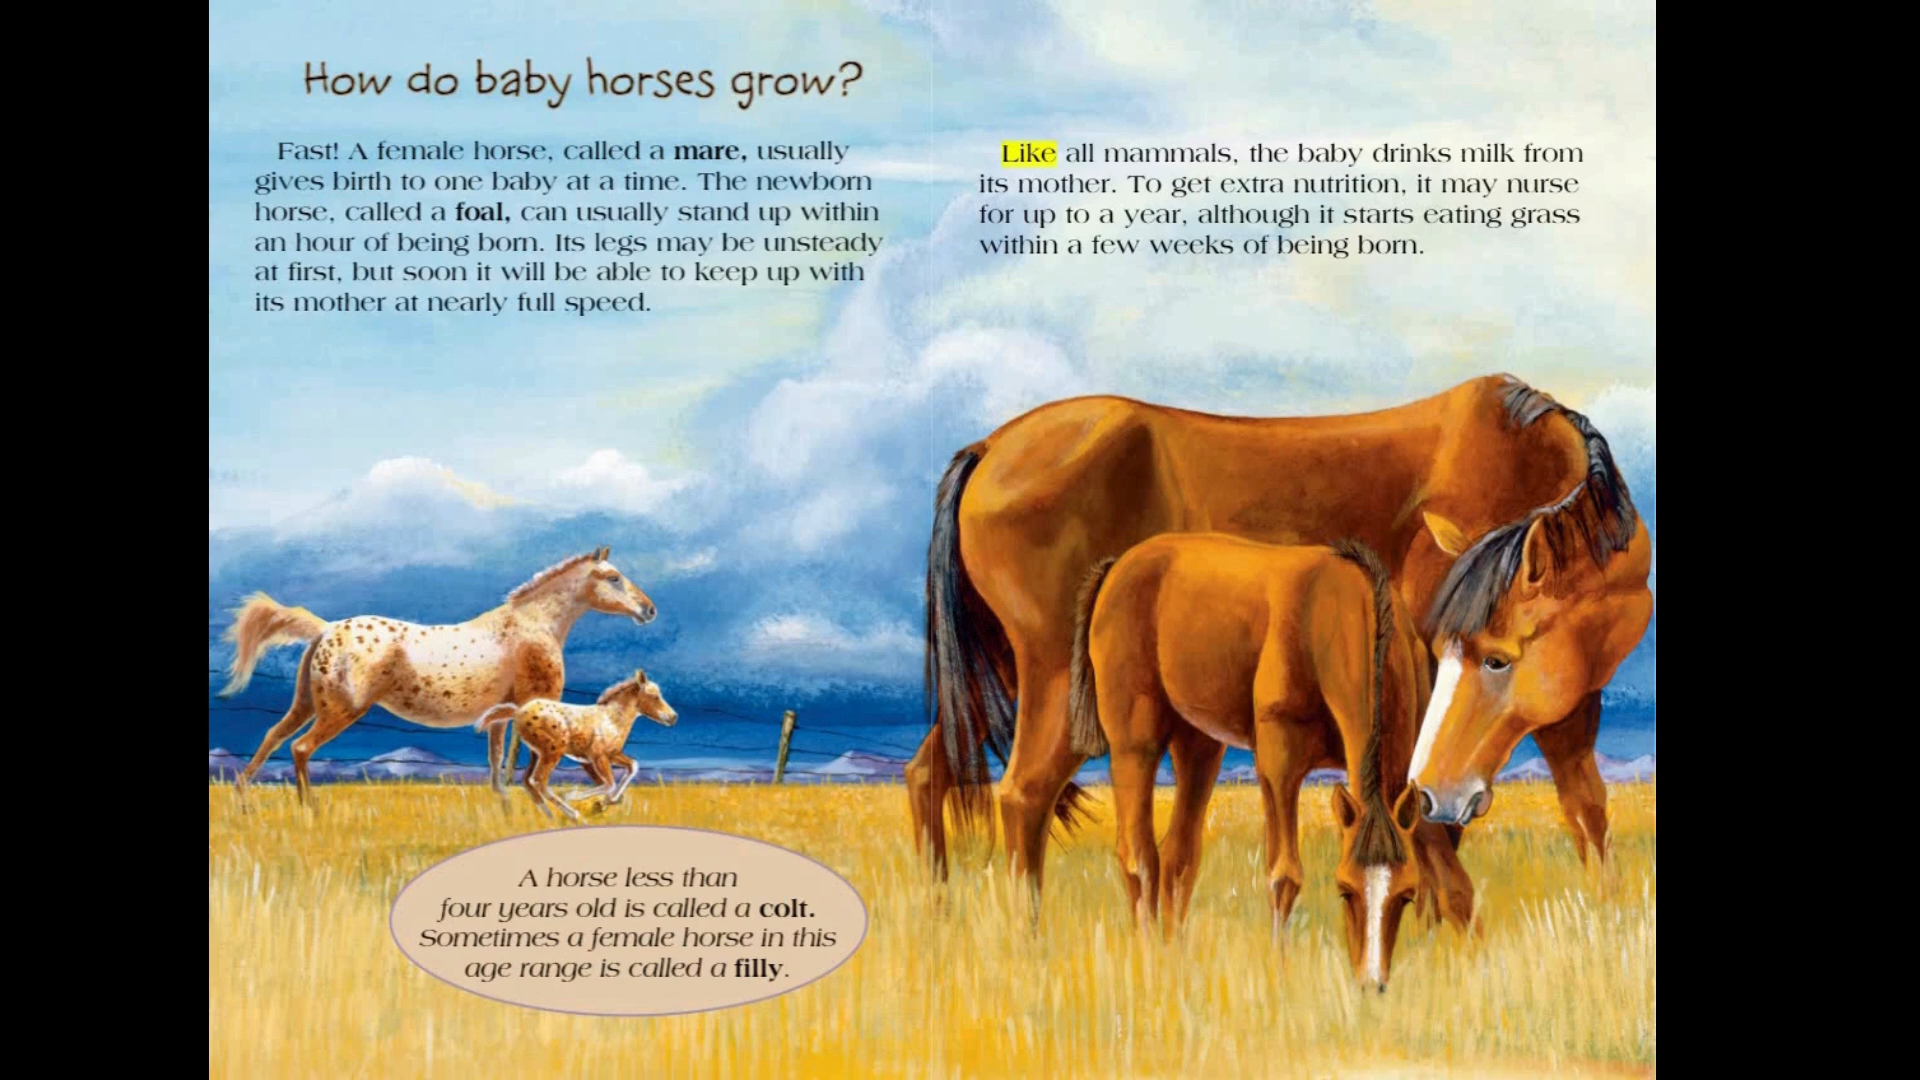 How do baby horses grow?
Fast! A female horse, called a mare, usually
gives birth to one baby at a time. The newborn
horse, called a foal, can usually stand up within
an hour of being born. Its legs may be unsteady
at first, but soon it will be able to keep up with
its mother at nearly full speed.
Like all mammals, the baby drinks milk from
its mother. To get extra nutrition, it may nurse
for up to a year, although it starts eating grass
within a few weeks of being born.
A horse less than
four years old is called a colt.
Sometimes a female horse in this
age range is called a filly.